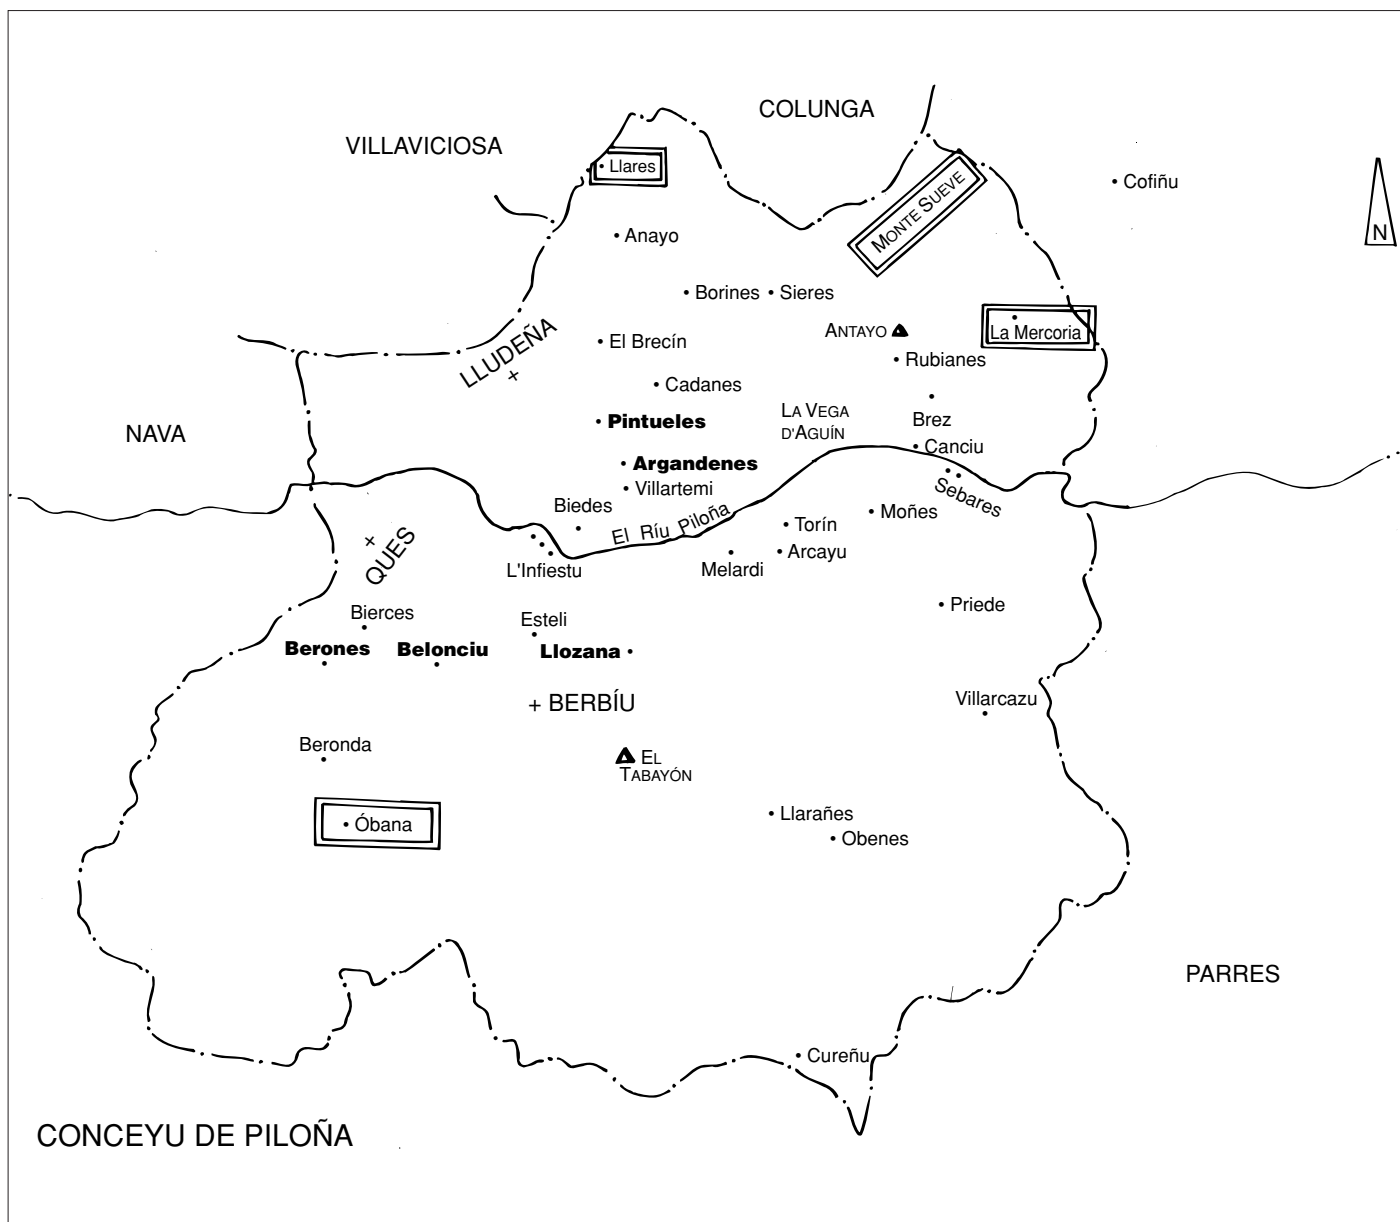 COLUNGA
VILLAVICIOSA
Llares
MONTE SUEVE
Cofiñu
N
Anayo
Borines
Sieres
ANTAYO
La Mercoria
LLUDEÑA
El Brecín
Rubianes
Cadanes
NAVA
Pintueles
LA VEGA
D'AGUÍN
Brez
Canciu
Argandenes
Villartemi
Sebares
Biedes
El Ríu Piloña
Moñes
Torín
QUES
L'Infiestu
Melardi
Arcayu
Bierces
Esteli
Priede
Berones
Belonciu
Llozana
+ BERBÍU
Villarcazu
Beronda
EL
TABAYÓN
Óbana
Llarañes
Obenes
PARRES
Cureñu
CONCEYU DE PILOÑA